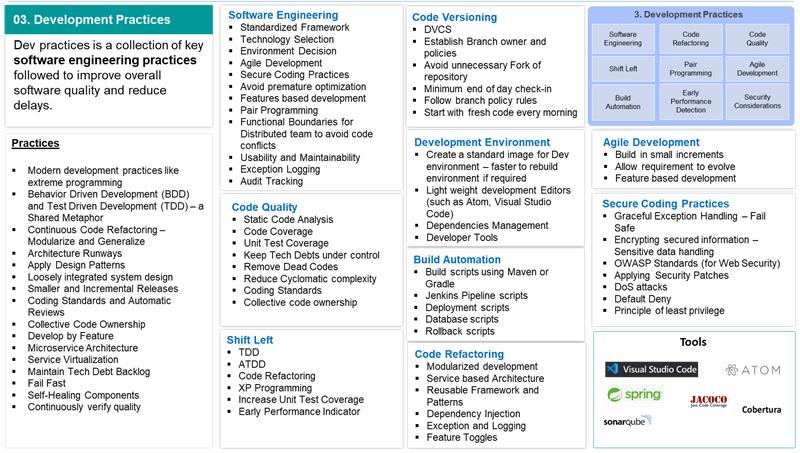 03. Development Practices
Dev practices is a collection of key
software engineering practices
followed to improve overall
software quality and reduce
delays.
Practices
▪ Modern development practices like
extreme programming
▪ Behavior Driven Development (BDD)
and Test Driven Development (TDD) – a
Shared Metaphor
▪ Continuous Code Refactoring –
Modularize and Generalize
▪ Architecture Runways
▪ Apply Design Patterns
▪ Loosely integrated system design
▪ Smaller and Incremental Releases
▪ Coding Standards and Automatic
Reviews
▪ Collective Code Ownership
▪ Develop by Feature
▪ Microservice Architecture
▪ Service Virtualization
▪ Maintain Tech Debt Backlog
▪ Fail Fast
▪ Self-Healing Components
▪ Continuously verify quality
Software Engineering
▪ Standardized Framework
▪ Technology Selection
▪ Environment Decision
▪ Agile Development
▪ Secure Coding Practices
▪ Avoid premature optimization
▪ Features based development
▪ Pair Programming
▪ Functional Boundaries for
Distributed team to avoid code
conflicts
▪ Usability and Maintainability
▪ Exception Logging
▪ Audit Tracking
Code Quality
▪ Static Code Analysis
▪ Code Coverage
▪ Unit Test Coverage
▪ Keep Tech Debts under control
▪ Remove Dead Codes
▪ Reduce Cyclomatic complexity
▪ Coding Standards
▪ Collective code ownership
Shift Left
▪ TDD
▪ ATDD
▪ Code Refactoring
▪ XP Programming
▪ Increase Unit Test Coverage
▪ Early Performance Indicator
Code Versioning
▪ DVCS
▪ Establish Branch owner and
policies
▪ Avoid unnecessary Fork of
repository
▪ Minimum end of day check-in
▪ Follow branch policy rules
▪ Start with fresh code every morning
Development Environment
▪ Create a standard image for Dev
environment – faster to rebuild
environment if required
▪ Light weight development Editors
(such as Atom, Visual Studio
Code)
▪ Dependencies Management
▪ Developer Tools
Build Automation
▪ Build scripts using Maven or
Gradle
▪ Jenkins Pipeline scripts
▪ Deployment scripts
▪ Database scripts
▪ Rollback scripts
Code Refactoring
▪ Modularized development
▪ Service based Architecture
▪ Reusable Framework and
Patterns
▪ Dependency Injection
▪ Exception and Logging
▪ Feature Toggles
3. Development Practices
Software
Engineering
Code
Refactoring
Code
Quality
Shift Left
Pair
Programming
Agile
Development
Build
Automation
Early
Performance
Detection
Security
Considerations
Agile Development
▪ Build in small increments
▪ Allow requirement to evolve
▪ Feature based development
Secure Coding Practices
▪ Graceful Exception Handling – Fail
Safe
▪ Encrypting secured information –
Sensitive data handling
▪ OWASP Standards (for Web Security)
▪ Applying Security Patches
▪ DoS attacks
▪ Default Deny
▪ Principle of least privilege
Tools
Visual Studio Code
ATOM
spring
JACOCO
Java Code Coverage
Cobertura
sonarqube